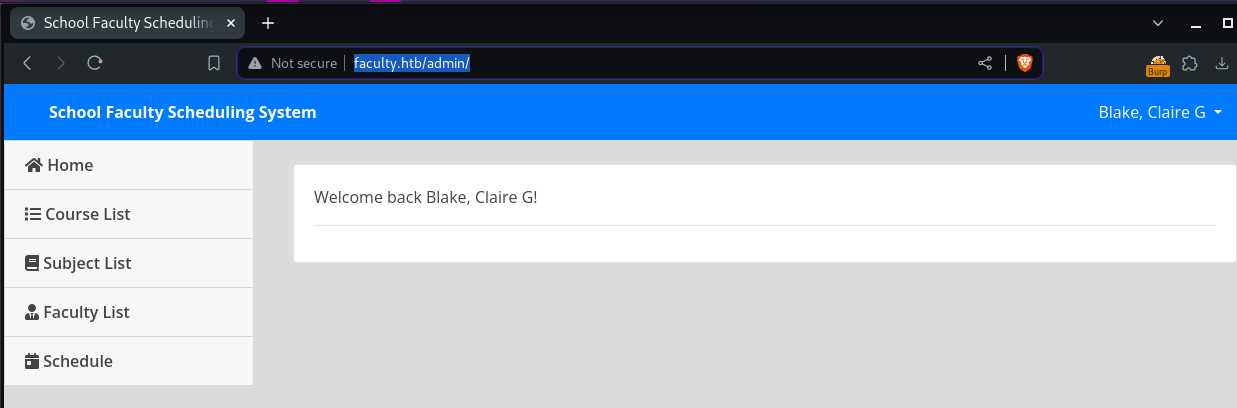 School Faculty Scheduling
Not secure faculty.htb/admin/
Burp
School Faculty Scheduling System
Blake, Claire G
Home
Welcome back Blake, Claire G!
Course List
Subject List
Faculty List
Schedule